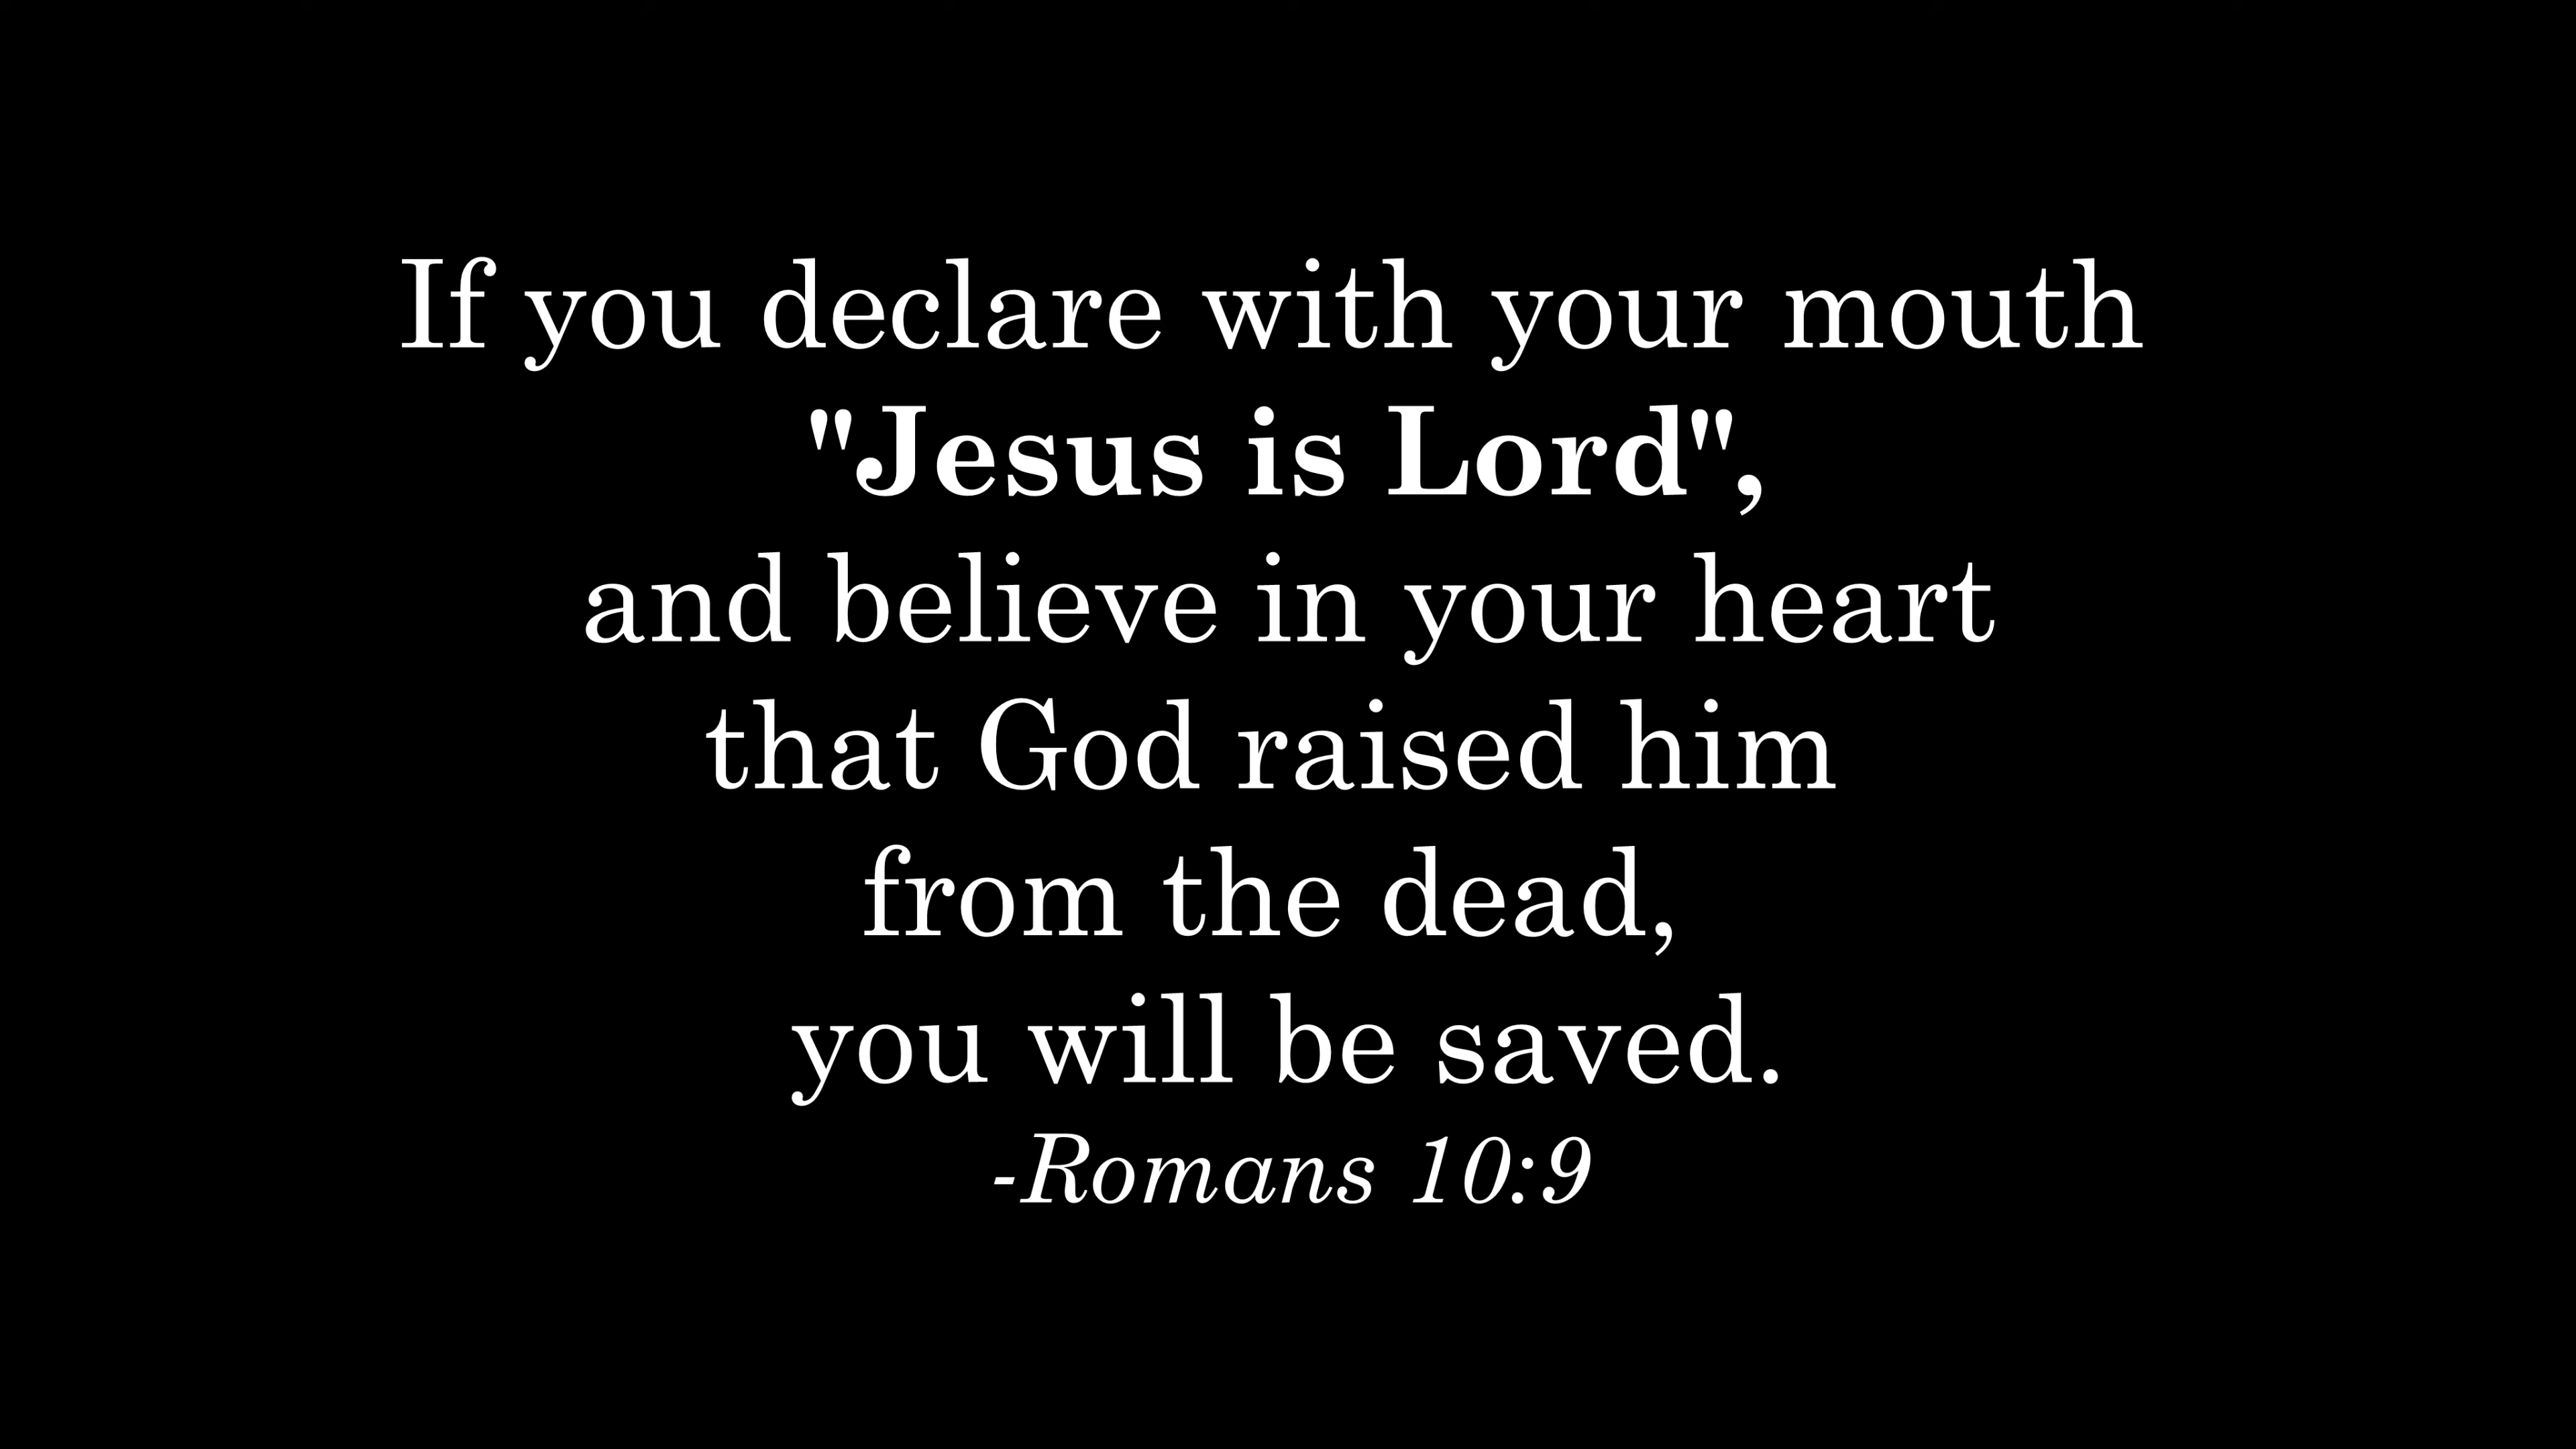 If you declare with your mouth
"Jesus is Lord",
and believe in your heart
that God raised him
from the dead,
you will be saved.
-Romans 10:9